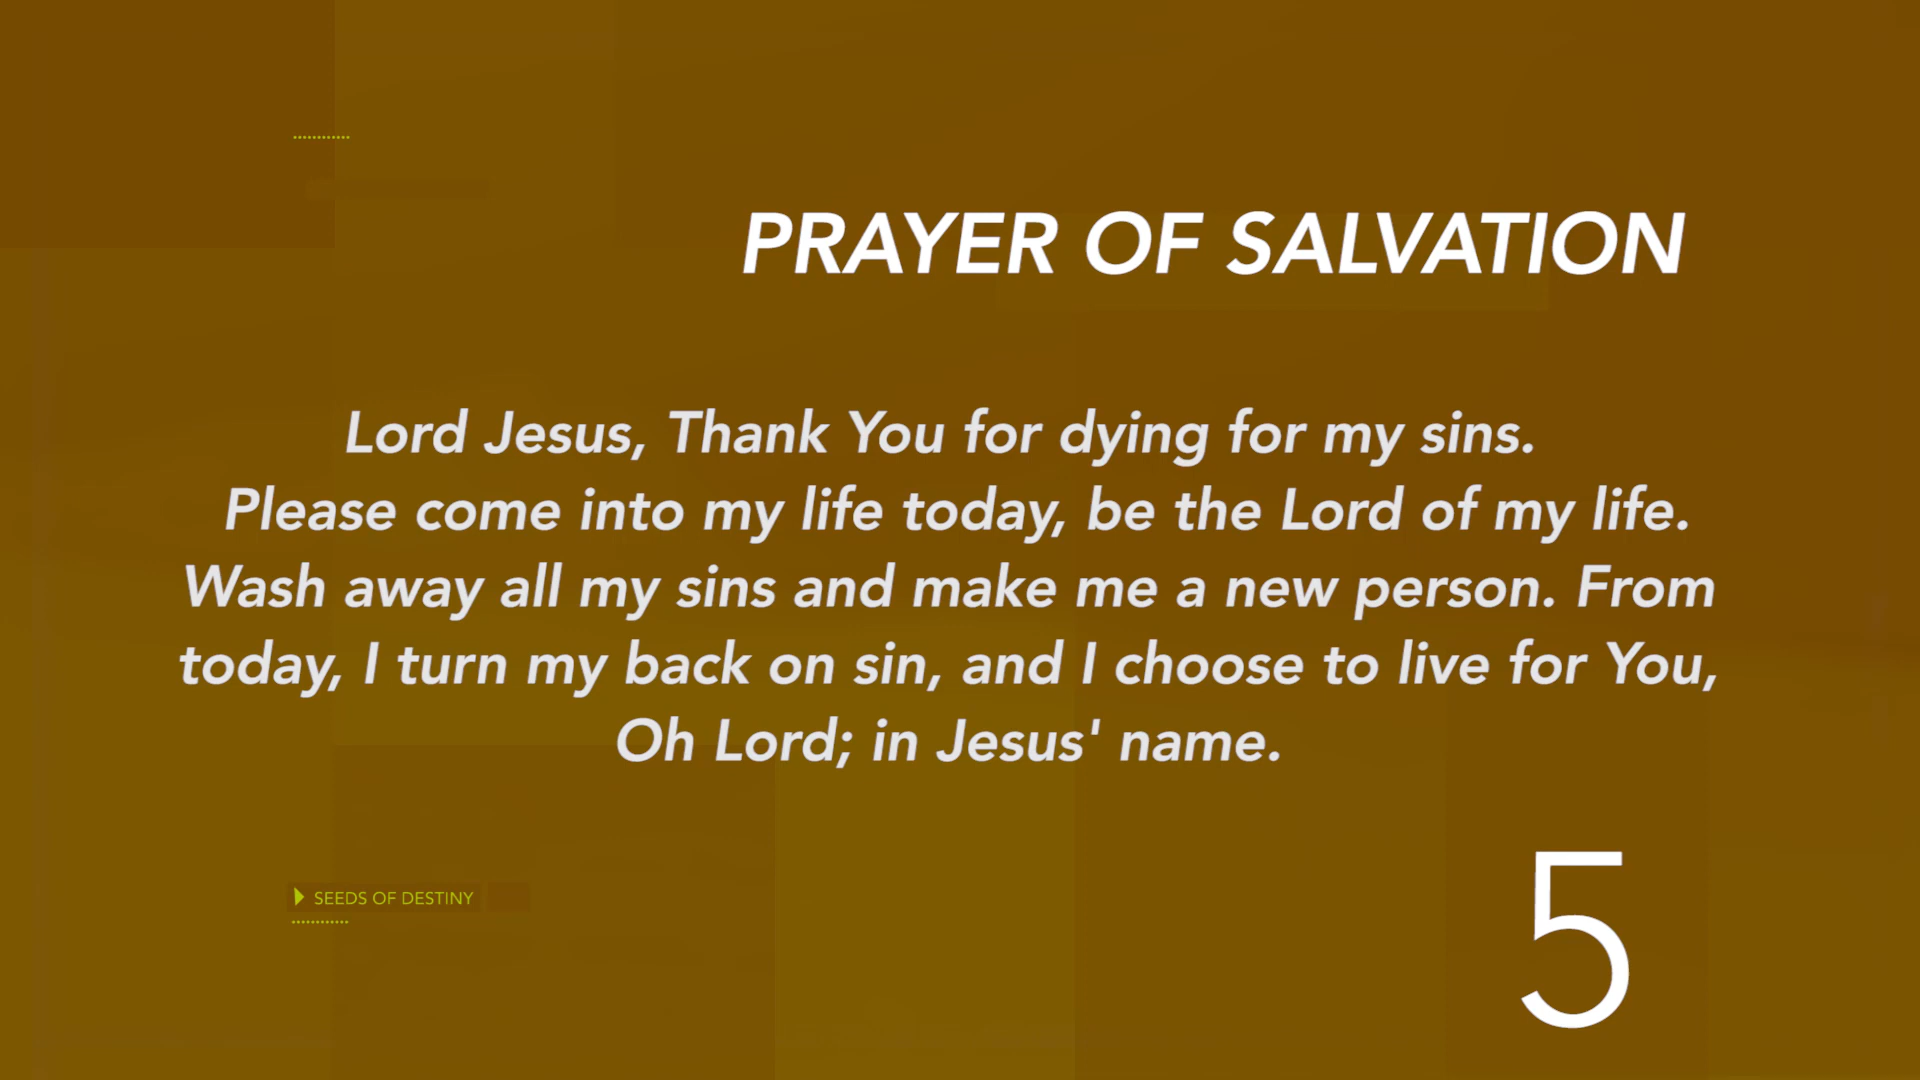 PRAYER OF SALVATION
Lord Jesus, Thank You for dying for my sins.
Please come into my life today, be the Lord of my life.
Wash away all my sins and make me a new person. From
today, I turn my back on sin, and I choose to live for You,
Oh Lord; in Jesus' name.
SEEDS OF DESTINY
5